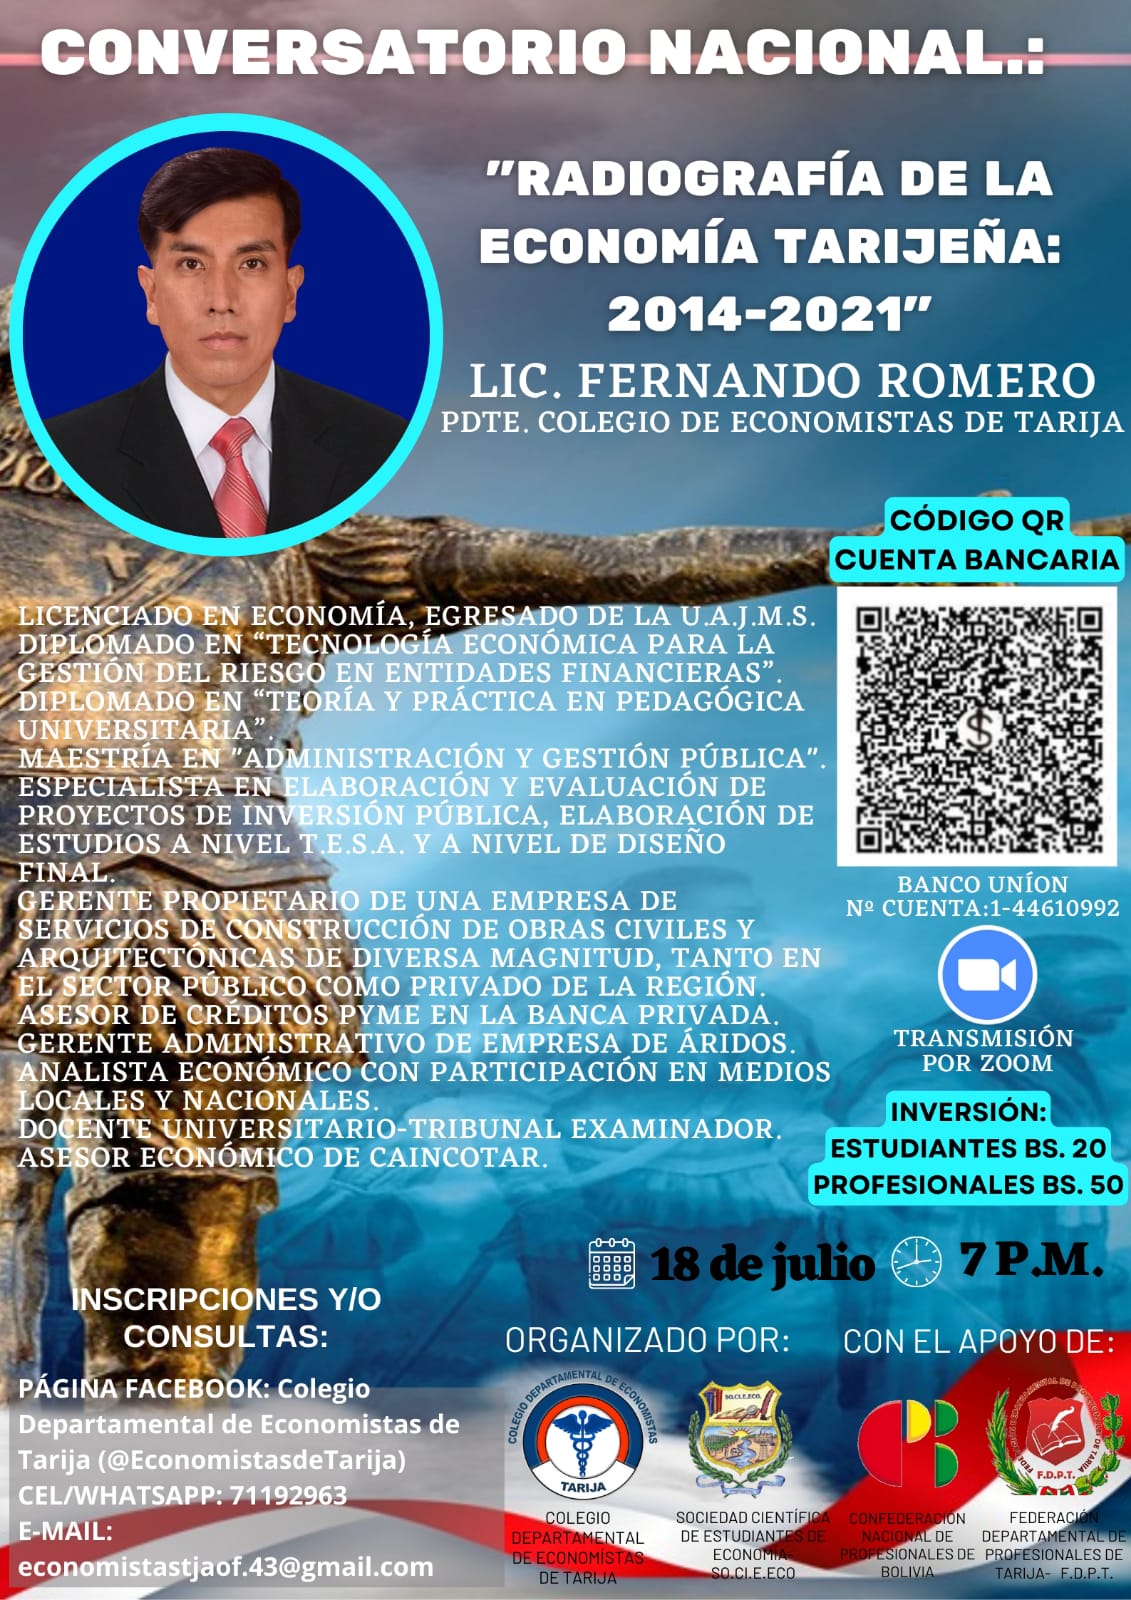 CONVERSATORIO NACIONAL.:
"RADIOGRAFÍA DE LA
ECONOMÍA TARIJEÑA:
2014-2021"
LIC. FERNANDO ROMERO
PDTE. COLEGIO DE ECONOMISTAS DE TARIJA
CÓDIGO QR
CUENTA BANCARIA
LICENCIADO EN ECONOMÍA, EGRESADO DE LA U.A.J.M.S.
DIPLOMADO EN “TECNOLOGÍA ECONÓMICA PARA LA
GESTIÓN DEL RIESGO EN ENTIDADES FINANCIERAS”.
DIPLOMADO EN “TEORÍA Y PRÁCTICA EN PEDAGÓGICA
UNIVERSITARIA”.
MAESTRÍA EN "ADMINISTRACIÓN Y GESTIÓN PÚBLICA".
ESPECIALISTA EN ELABORACIÓN Y EVALUACIÓN DE
PROYECTOS DE INVERSIÓN PÚBLICA, ELABORACIÓN DE
ESTUDIOS A NIVEL T.E.S.A. Y A NIVEL DE DISEÑO
FINAL.
GERENTE PROPIETARIO DE UNA EMPRESA DE
SERVICIOS DE CONSTRUCCIÓN DE OBRAS CIVILES Y
ARQUITECTÓNICAS DE DIVERSA MAGNITUD, TANTO EN
EL SECTOR PÚBLICO COMO PRIVADO DE LA REGIÓN.
ASESOR DE CRÉDITOS PYME EN LA BANCA PRIVADA.
GERENTE ADMINISTRATIVO DE EMPRESA DE ÁRIDOS.
ANALISTA ECONÓMICO CON PARTICIPACIÓN EN MEDIOS
LOCALES Y NACIONALES.
DOCENTE UNIVERSITARIO-TRIBUNAL EXAMINADOR.
ASESOR ECONÓMICO DE CAINCOTAR.
BANCO UNÍON
Nº CUENTA:1-44610992
TRANSMISIÓN
POR ZOOM
INVERSIÓN:
ESTUDIANTES BS. 20
PROFESIONALES BS. 50
18 de julio
7 P.M.
INSCRIPCIONES Y/O
CONSULTAS:
PÁGINA FACEBOOK: Colegio
Departamental de Economistas de
Tarija (@EconomistasdeTarija)
CEL/WHATSAPP: 71192963
E-MAIL:
economistastjaof.43@gmail.com
ORGANIZADO POR:
COLEGIO DEPARTAMENTAL DE ECONOMISTAS
TARIJA
COLEGIO
DEPARTAMENTAL
DE ECONOMÍSTAS
DE TARIJA
SO.CI.E.ECO.
SOCIEDAD CIENTÍFICA
DE ESTUDIANTES DE
ECONOMÍA-
SO.CI.E.ECO
CON EL APOYO DE:
CONFEDERACIÓN
NACIONAL DE
PROFESIONALES DE
BOLIVIA
F.D.P.T.
FEDERACIÓN
DEPARTAMENTAL DE
PROFESIONALES DE
TARIJA- F.D.P.T.